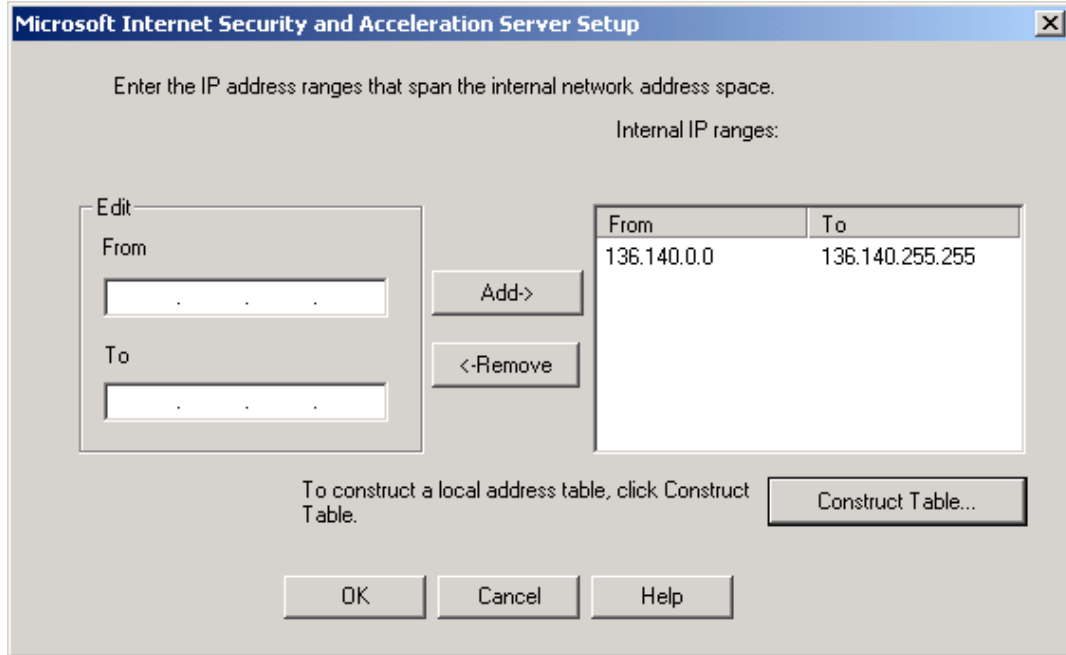 Microsoft Internet Security and Acceleration Server Setup
Enter the IP address ranges that span the internal network address space.
Internal IP ranges:
Edit
From
To
Add->
<-Remove
From To
136.140.0.0 136.140.255.255
To construct a local address table, click Construct
Table.
Construct Table...
OK Cancel Help